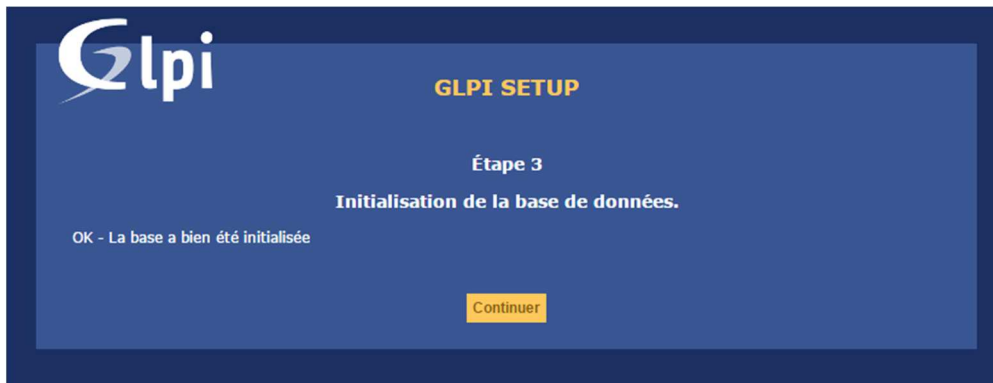 Glpi
GLPI SETUP
Étape 3
Initialisation de la base de données.
OK - La base a bien été initialisée
Continuer